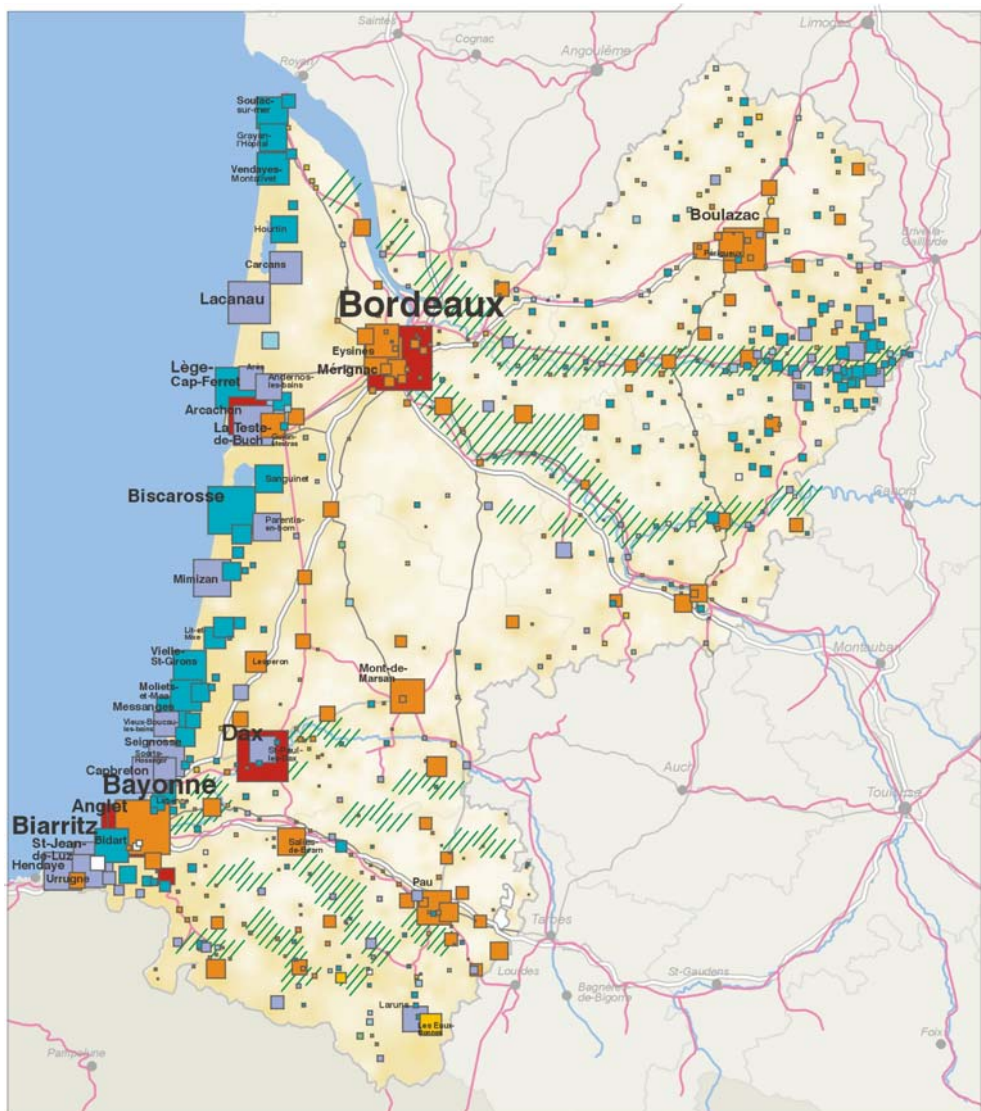 Saintes
Limoges
Cognac
Angoulême
Royan
Soulac-
sur-mer
Grayan-
l'Hôpital
Vendayes-
Montalivet
Boulazac
Hourtin
Périgueux
Brive-la-
Gaillarde
Carcans
Lacanau
Bordeaux
Eysines
Lège-
Cap-Ferret
Arès
Mérignac
Andernos-
les-bains
Arcachon
La Teste-
de-Buch
Sanguinet
Cahors
Biscarosse
Parentis-
en-born
Mimizan
Lit-et-
Mixe
Vielle-
St-Girons
Lesperon
Mont-de-
Marsan
Montauban
Moliets-
et-Maa
Messanges
Vieux-Boucau-
les-bains
Dax
Seignosse
St-Paul-
les-Dax
Soorts-
Hossegor
Capbreton
Auch
Toulouse
Bayonne
Anglet
Biarritz
Bidart
St-Jean-
de-Luz
Salies-
de-Béarn
Hendaye
Urrugne
Pau
Tarbes
Lourdes
St-Gaudens
Bagnères-
de-Bigorre
Laruns
Les Eaux-
Bonnes
Foix
Pampelune